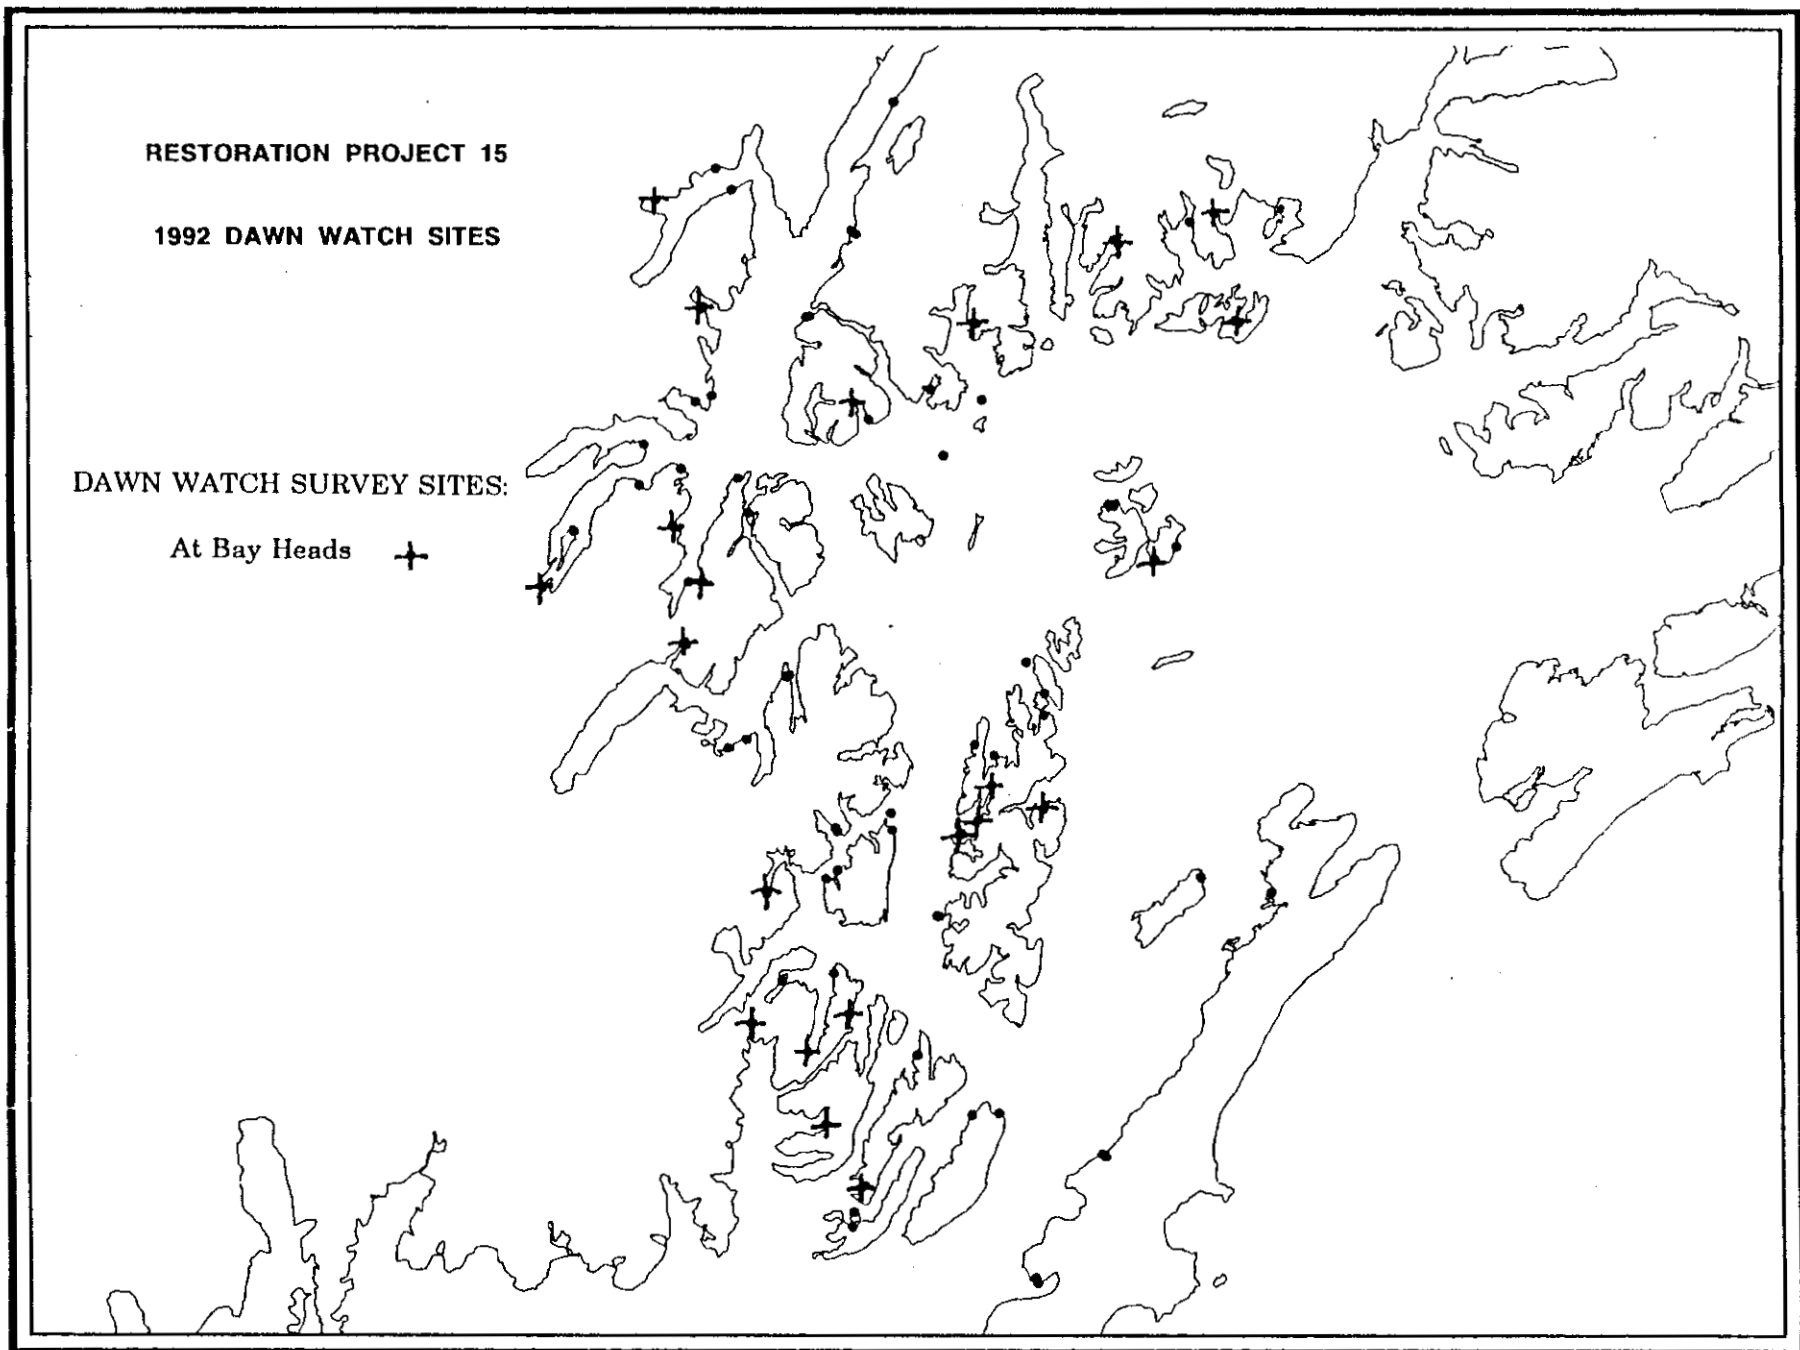 RESTORATION PROJECT 15
1992 DAWN WATCH SITES
DAWN WATCH SURVEY SITES:
At Bay Heads